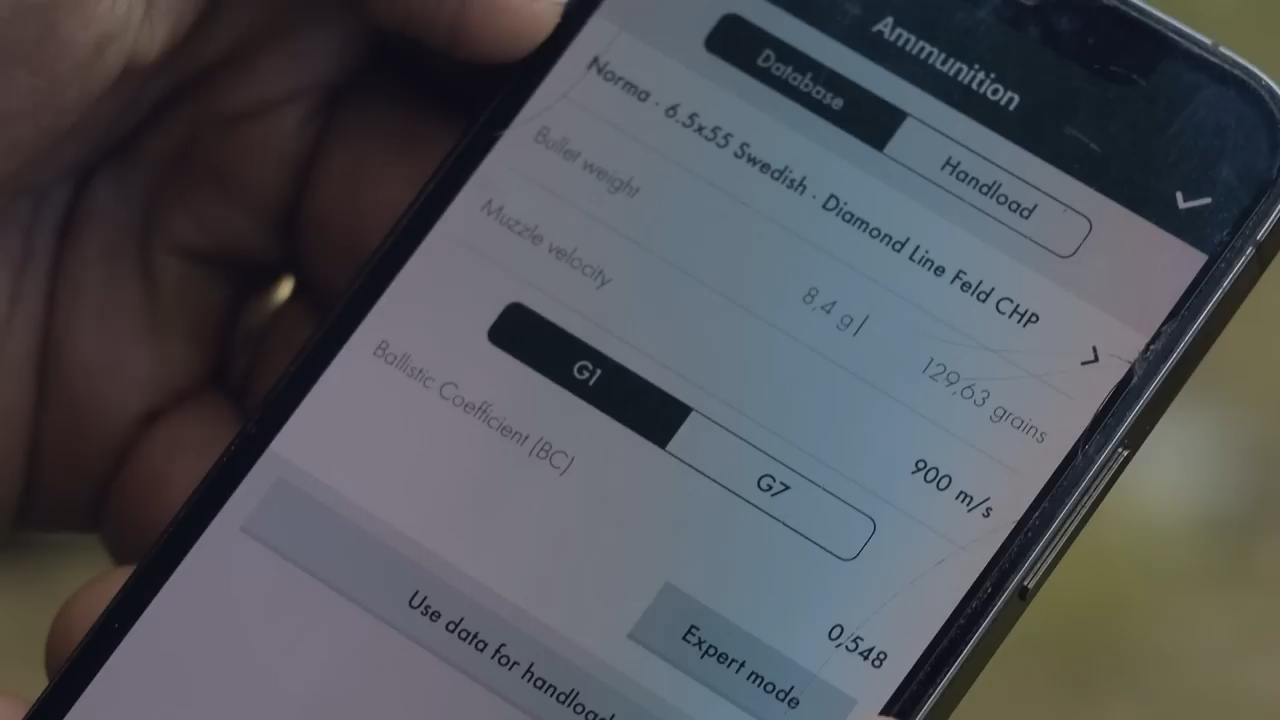 Ammunition
Database
Handload
Norma · 6.5x55 Swedish · Diamond Line Feld CHP
Bullet weight
8,4 g | 129,63 grains
Muzzle velocity
900 m/s
G1
G7
Ballistic Coefficient (BC)
0,548
Expert mode
Use data for handload